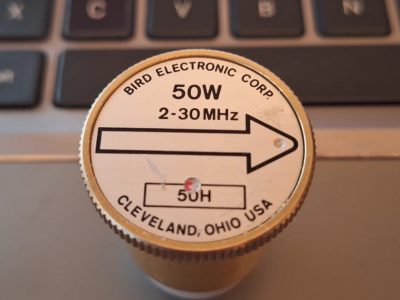 X C V B N
BIRD ELECTRONIC CORP.
50W
2-30MHz
50H
CLEVELAND, OHIO USA